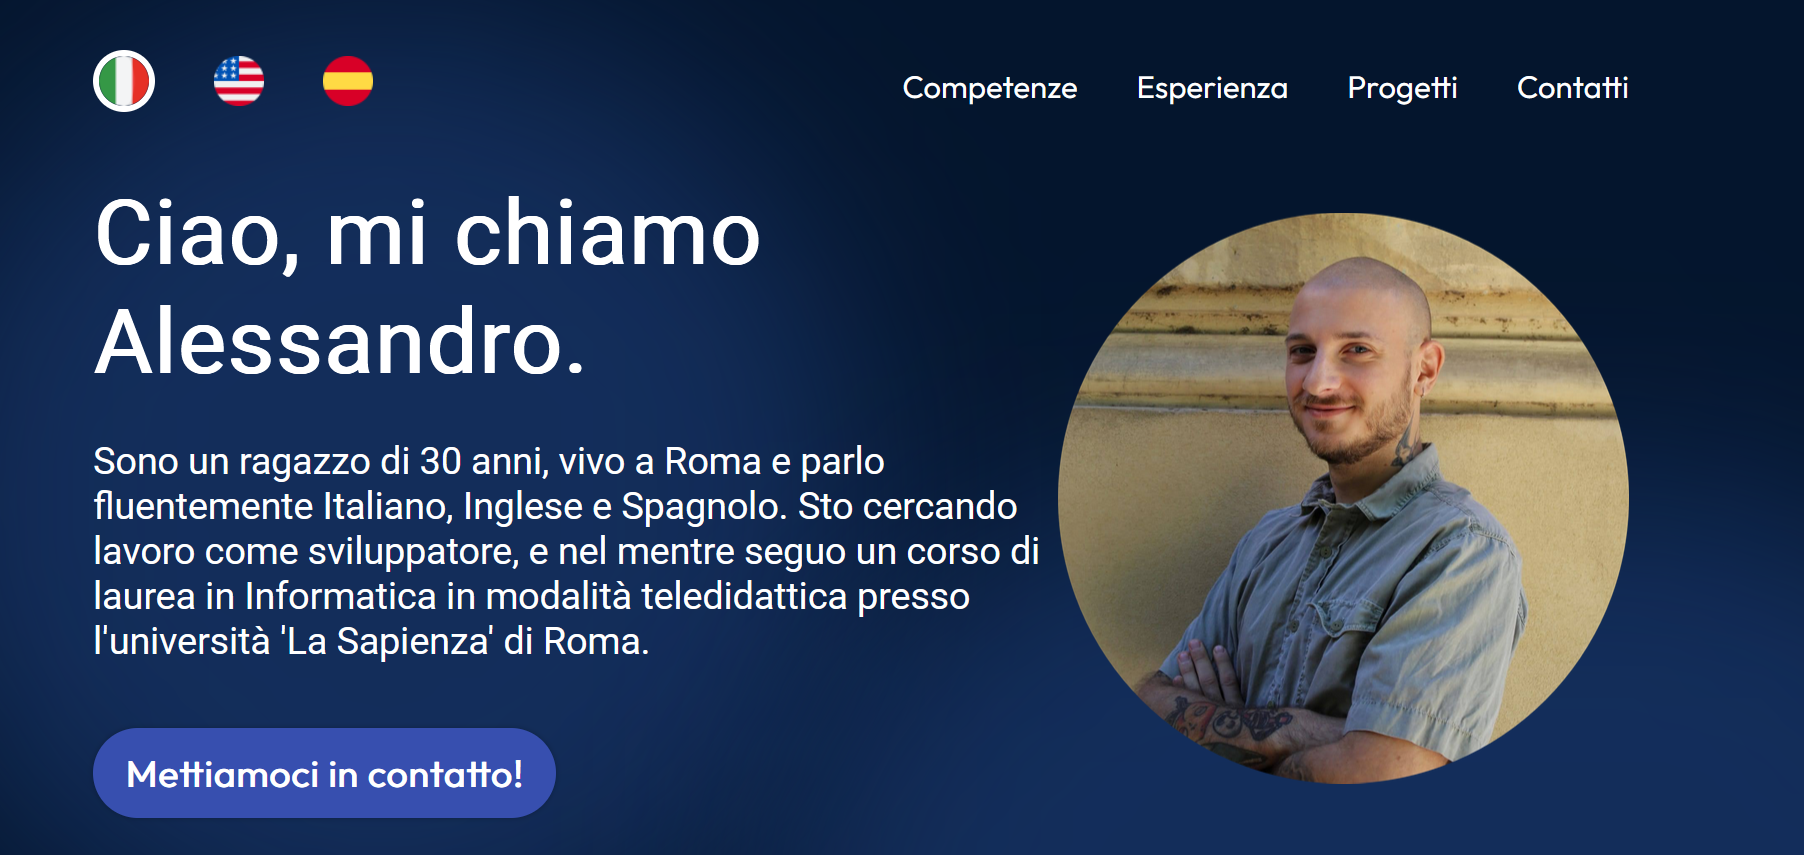 Competenze Esperienza Progetti Contatti
Ciao, mi chiamo
Alessandro.
Sono un ragazzo di 30 anni, vivo a Roma e parlo
fluentemente Italiano, Inglese e Spagnolo. Sto cercando
lavoro come sviluppatore, e nel mentre seguo un corso di
laurea in Informatica in modalità teledidattica presso
l'università 'La Sapienza' di Roma.
Mettiamoci in contatto!